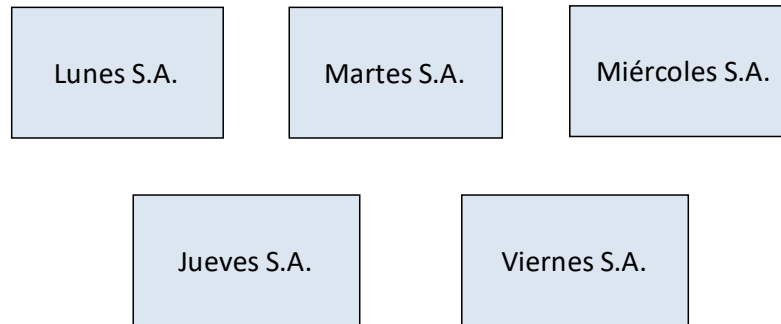 Lunes S.A.
Martes S.A.
Miércoles S.A.
Jueves S.A.
Viernes S.A.